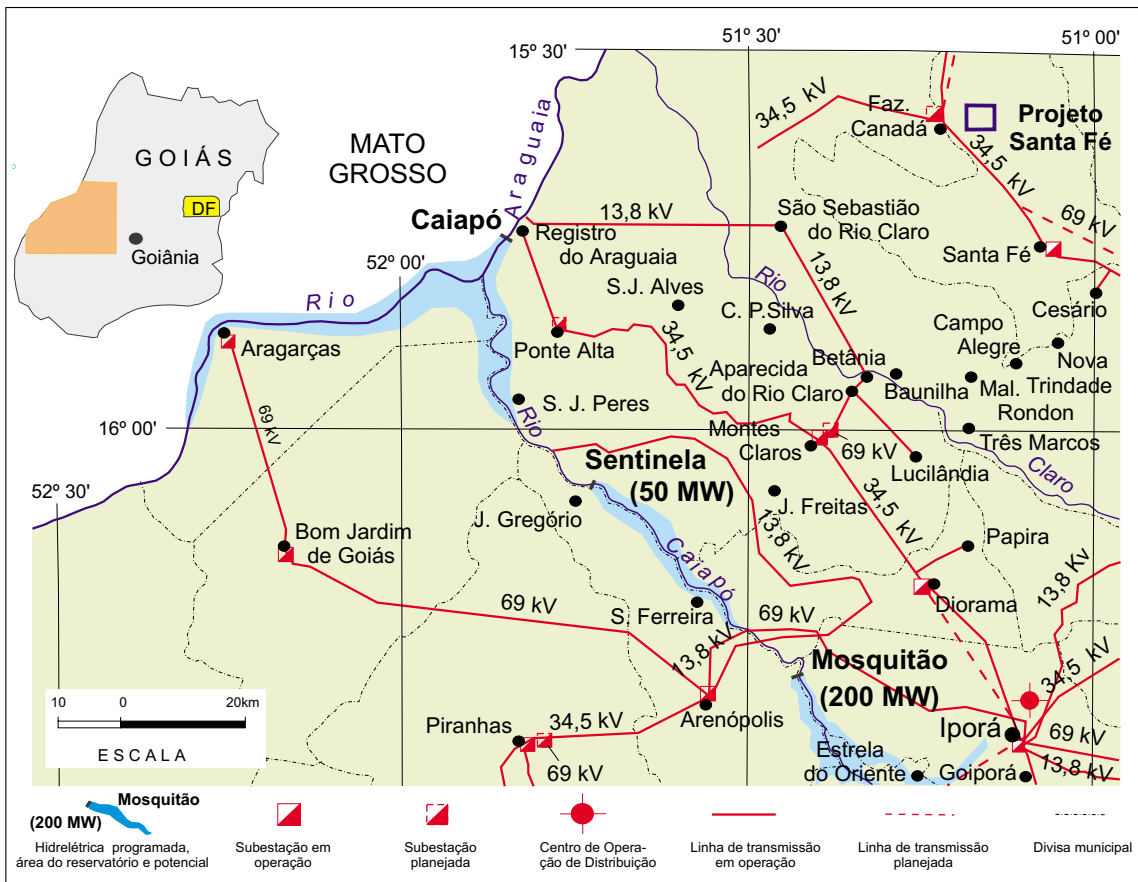 51º 30'
51º 00'
15º 30'
34,5 kV
Faz.
Canadá
Projeto
Santa Fé
GOIÁS
MATO
GROSSO
Araguaia
DF
Goiânia
34,5 kV
Caiapó
13,8 kV
São Sebastião
do Rio Claro
69 kV
Registro
do Araguaia
Santa Fé
52º 00'
Rio
S.J. Alves
Rio
13,8 kV
Cesário
C. P.Silva
Campo
Alegre
Aragarças
Ponte Alta
34,5 kV
Betânia
Nova
Trindade
Aparecida
do Rio Claro
Baunilha
Mal.
Rondon
69 kV
S. J. Peres
Rio
16º 00'
Montes
Claros
69 kV
Três Marcos
Lucilândia
Claro
Sentinela
(50 MW)
52º 30'
J. Gregório
J. Freitas
34,5 kV
13,8 kV
Bom Jardim
de Goiás
Caiapó
Papira
13,8 Kv
69 kV
S. Ferreira
69 kV
Diorama
13,8 kV
Mosquitão
(200 MW)
34,5 kV
10
0
20km
ESCALA
Arenópolis
Piranhas
34,5 kV
69 kV
Iporá
69 kV
Estrela
do Oriente
Goiporá
13,8 kV
Mosquitão
(200 MW)
Hidrelétrica programada,
área do reservatório e potencial
Subestação em
operação
Subestação
planejada
Centro de Opera-
ção de Distribuição
Linha de transmissão
em operação
Linha de transmissão
planejada
Divisa municipal